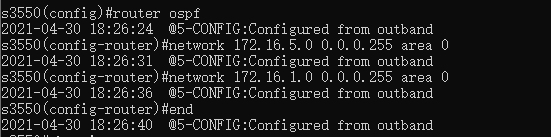 s3550(config)#router ospf
2021-04-30 18:26:24  @5-CONFIG:Configured from outband
s3550(config-router)#network 172.16.5.0 0.0.0.255 area 0
2021-04-30 18:26:31  @5-CONFIG:Configured from outband
s3550(config-router)#network 172.16.1.0 0.0.0.255 area 0
2021-04-30 18:26:36  @5-CONFIG:Configured from outband
s3550(config-router)#end
2021-04-30 18:26:40  @5-CONFIG:Configured from outband